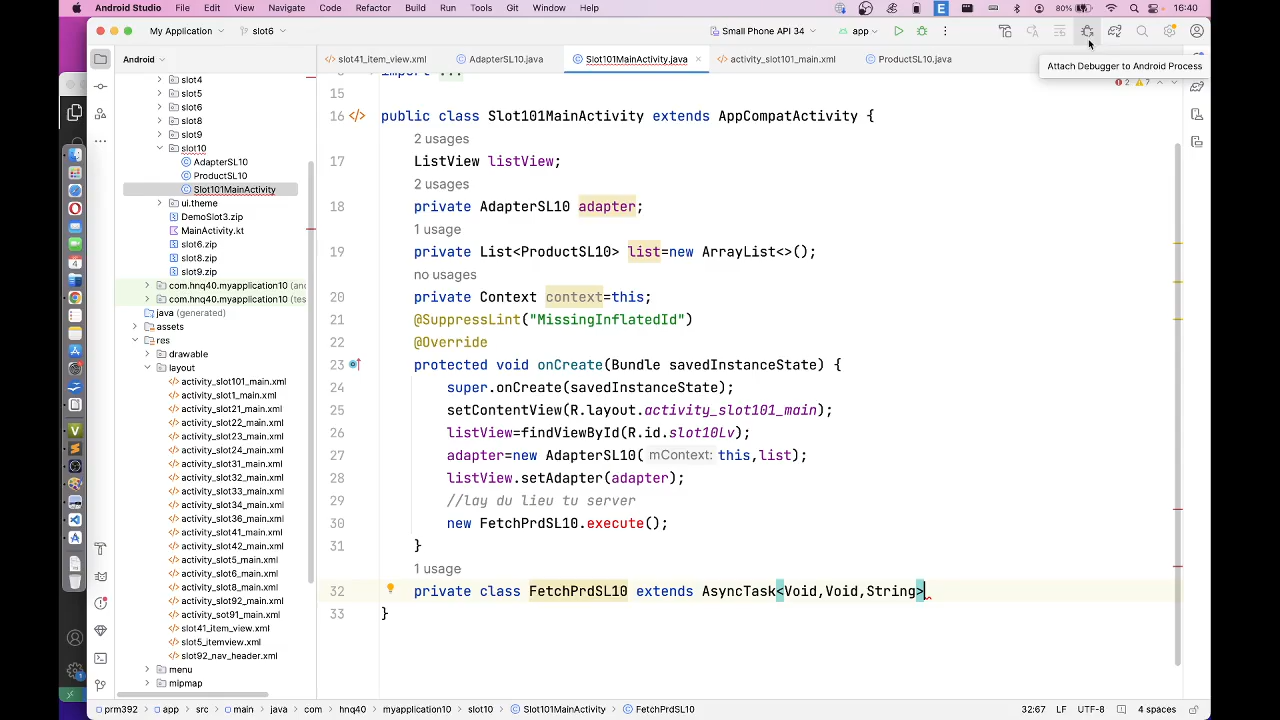 Android Studio File Edit View Navigate Code Refactor Build Run Tools Git Window Help 80% 16:40
My Application slot6 Small Phone API 34 app
Android slot41_item_view.xml AdapterSL10.java Slot101MainActivity.java activity_slot101_main.xml ProductSL10.java
Attach Debugger to Android Process
2 7
slot4
slot5
slot6
slot8
slot9
slot10
AdapterSL10
ProductSL10
Slot101MainActivity
ui.theme
DemoSlot3.zip
MainActivity.kt
slot6.zip
slot8.zip
slot9.zip
com.hnq40.myapplication10 (anc
com.hnq40.myapplication10 (tes
java (generated)
assets
res
drawable
layout
activity_slot101_main.xml
activity_slot1_main.xml
activity_slot21_main.xml
activity_slot22_main.xml
activity_slot23_main.xml
activity_slot24_main.xml
activity_slot31_main.xml
activity_slot32_main.xml
activity_slot33_main.xml
activity_slot34_main.xml
activity_slot36_main.xml
activity_slot41_main.xml
activity_slot42_main.xml
activity_slot5_main.xml
activity_slot6_main.xml
activity_slot8_main.xml
activity_slot92_main.xml
activity_sot91_main.xml
slot41_item_view.xml
slot5_itemview.xml
slot92_nav_header.xml
menu
mipmap
import ...
15
16 public class Slot101MainActivity extends AppCompatActivity {
2 usages
17 ListView listView;
2 usages
18 private AdapterSL10 adapter;
1 usage
19 private List<ProductSL10> list=new ArrayList<>();
no usages
20 private Context context=this;
21 @SuppressLint("MissingInflatedId")
22 @Override
23 protected void onCreate(Bundle savedInstanceState) {
24 super.onCreate(savedInstanceState);
25 setContentView(R.layout.activity_slot101_main);
26 listView=findViewById(R.id.slot10Lv);
27 adapter=new AdapterSL10( mContext: this,list);
28 listView.setAdapter(adapter);
29 //lay du lieu tu server
30 new FetchPrdSL10.execute();
31 }
1 usage
32 private class FetchPrdSL10 extends AsyncTask<Void,Void,String>
33 }
prm392 app src main java com hnq40 myapplication10 slot10 Slot101MainActivity FetchPrdSL10 32:67 LF UTF-8 4 spaces